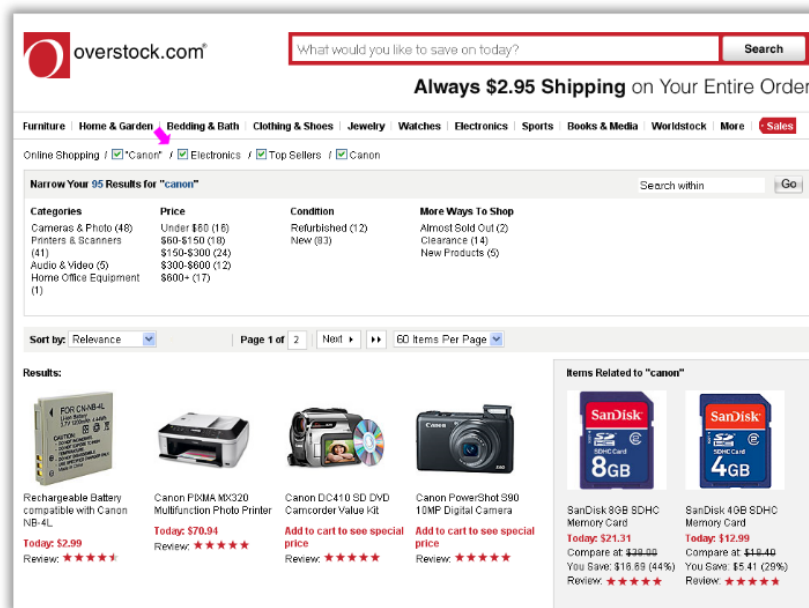 overstock.com®
What would you like to save on today?
Search
Always $2.95 Shipping on Your Entire Order
Furniture | Home & Garden | Bedding & Bath | Clothing & Shoes | Jewelry | Watches | Electronics | Sports | Books & Media | Worldstock | More | Sales
Online Shopping / "Canon" / Electronics / Top Sellers / Canon
Narrow Your 95 Results for "canon"
Search within
Go
Categories
Cameras & Photo (48)
Printers & Scanners
(41)
Audio & Video (5)
Home Office Equipment
(1)
Price
Under $60 (16)
$60-$150 (18)
$150-$300 (24)
$300-$600 (12)
$600+ (17)
Condition
Refurbished (12)
New (83)
More Ways To Shop
Almost Sold Out (2)
Clearance (14)
New Products (5)
Sort by: Relevance
Page 1 of 2
Next
60 Items Per Page
Results:
FOR CN-NB-4L
CAUTION:
Rechargeable Battery
compatible with Canon
NB-4L
Today: $2.99
Review:
Canon PIXMA MX320
Multifunction Photo Printer
Today: $70.94
Review:
Canon DC410 SD DVD
Camcorder Value Kit
Add to cart to see special
price
Review:
Canon
Canon PowerShot S90
10MP Digital Camera
Add to cart to see special
price
Review:
Items Related to "canon"
SanDisk
SDHC Card
8GB
SanDisk 8GB SDHC
Memory Card
Today: $21.31
Compare at $38.00
You Save: $16.69 (44%)
Review:
SanDisk
SDHC Card
4GB
SanDisk 4GB SDHC
Memory Card
Today: $12.99
Compare at $18.40
You Save: $5.41 (29%)
Review: